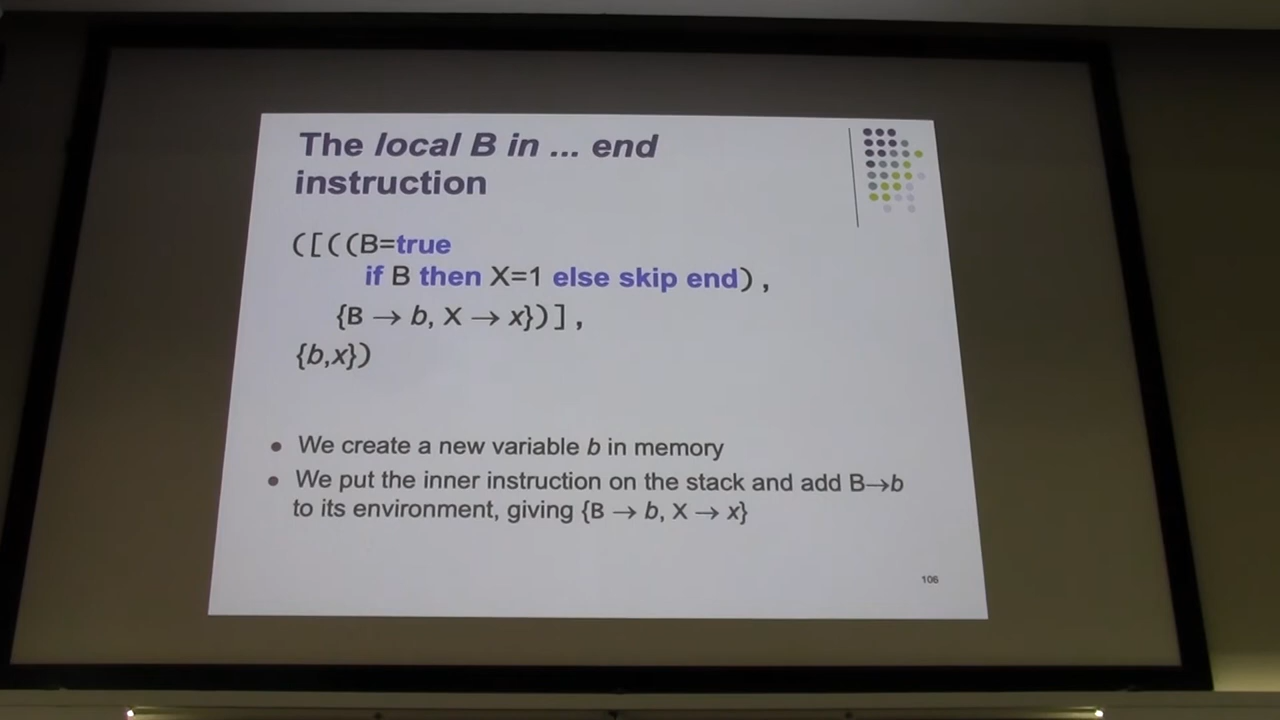 The local B in ... end
instruction
([((B=true
if B then X=1 else skip end),
{B → b, X → x})],
{b,x})
• We create a new variable b in memory
• We put the inner instruction on the stack and add B→b
to its environment, giving {B → b, X → x}
106